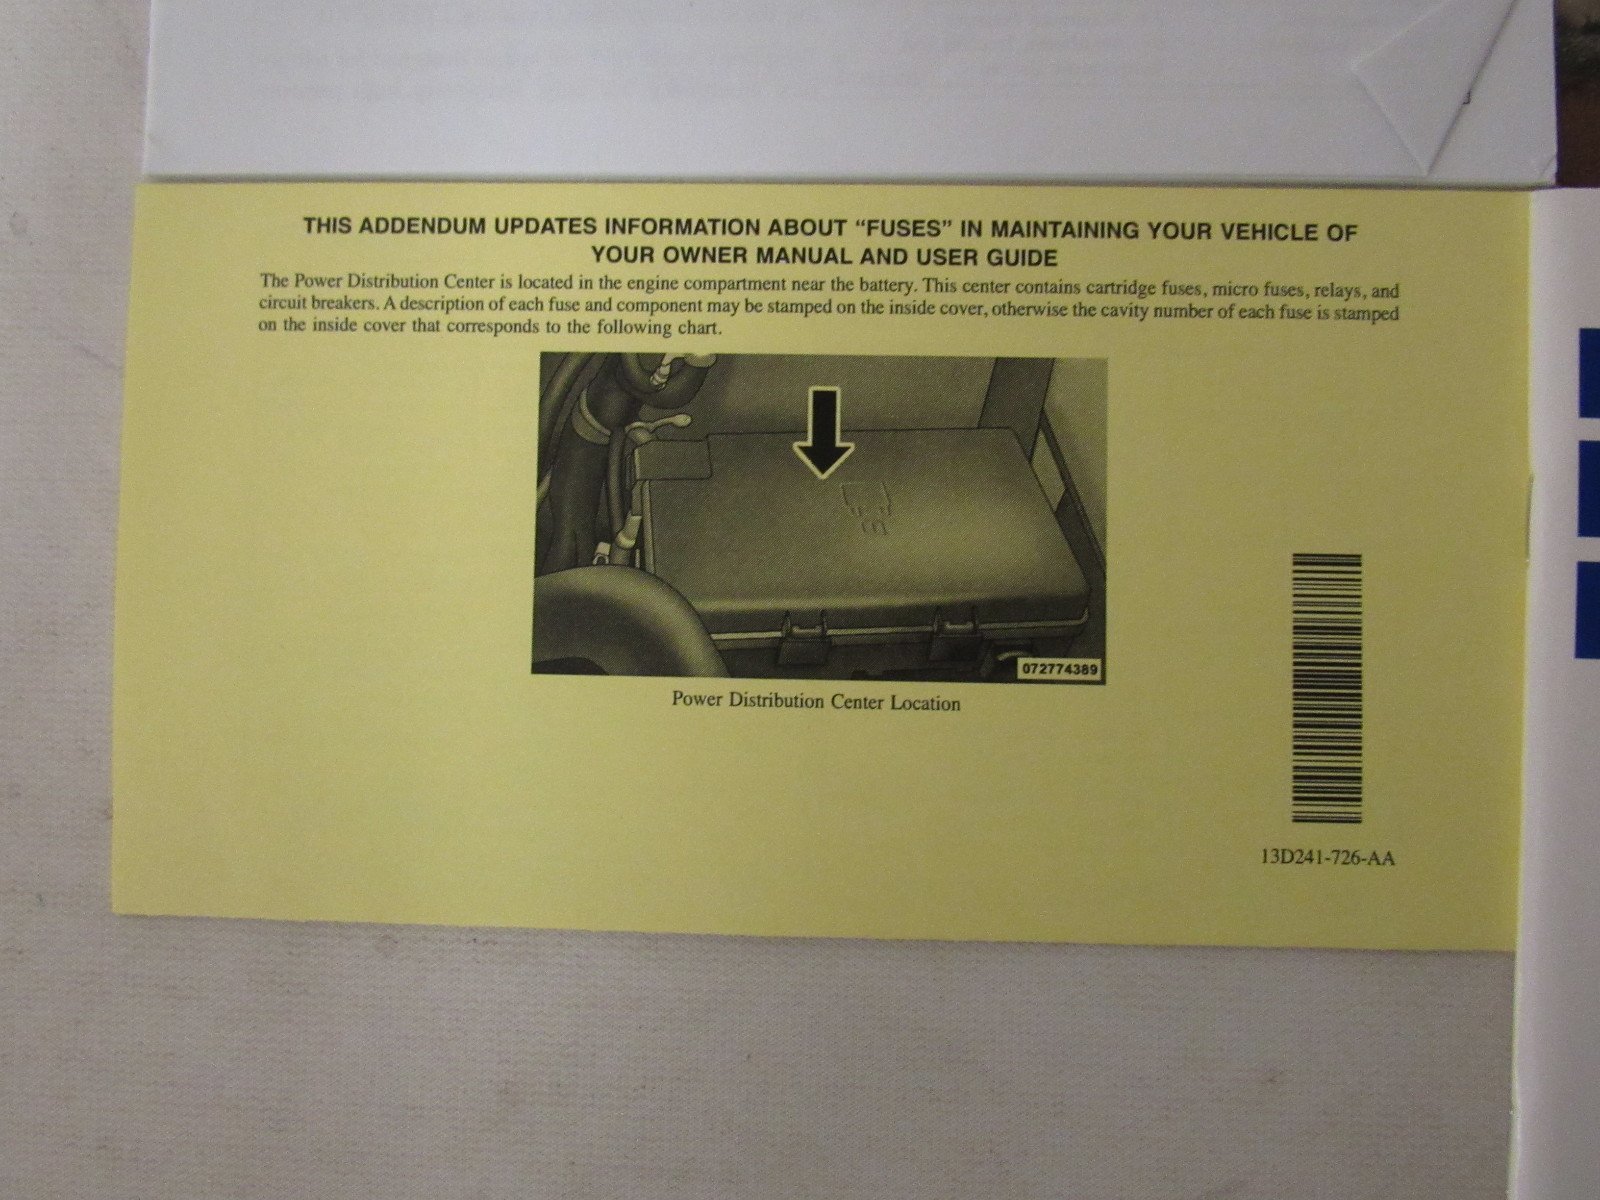 THIS ADDENDUM UPDATES INFORMATION ABOUT “FUSES” IN MAINTAINING YOUR VEHICLE OF
YOUR OWNER MANUAL AND USER GUIDE
The Power Distribution Center is located in the engine compartment near the battery. This center contains cartridge fuses, micro fuses, relays, and
circuit breakers. A description of each fuse and component may be stamped on the inside cover, otherwise the cavity number of each fuse is stamped
on the inside cover that corresponds to the following chart.
072774389
Power Distribution Center Location
13D241-726-AA